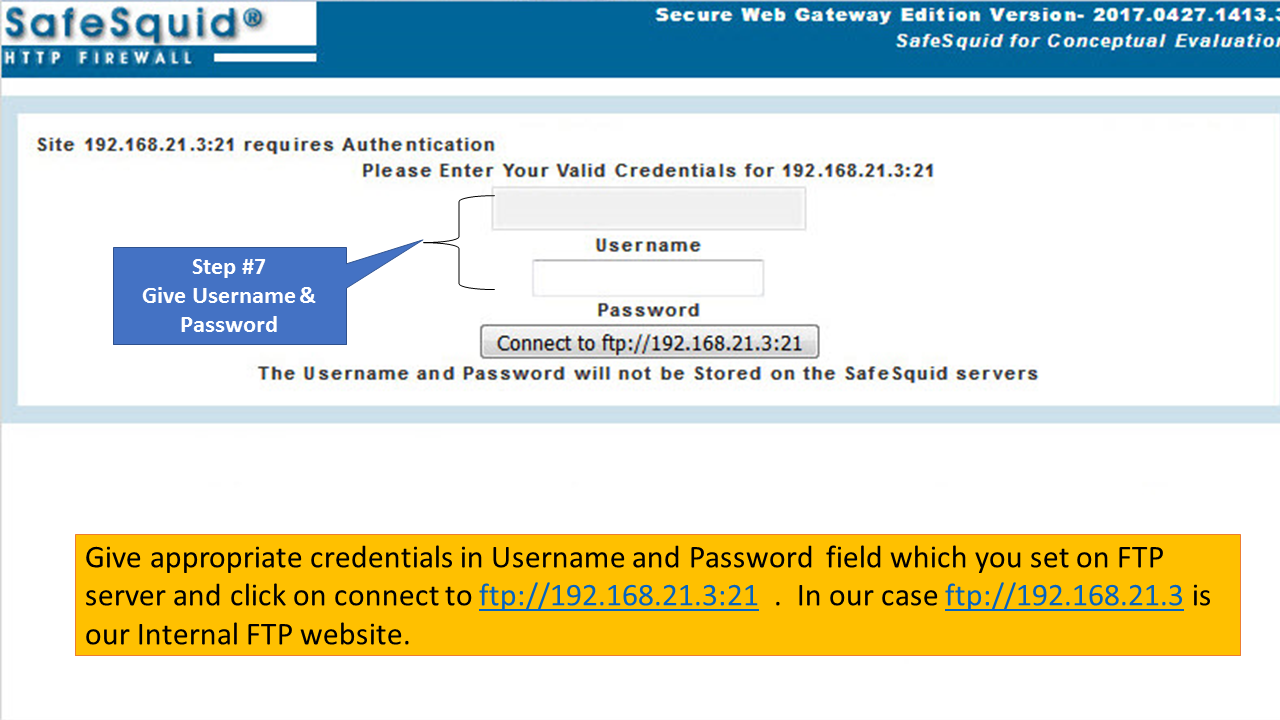 SafeSquid®
HTTP FIREWALL
Secure Web Gateway Edition Version- 2017.0427.1413.3
SafeSquid for Conceptual Evaluation
Site 192.168.21.3:21 requires Authentication
Please Enter Your Valid Credentials for 192.168.21.3:21
Username
Step #7
Give Username &
Password
Password
Connect to ftp://192.168.21.3:21
The Username and Password will not be Stored on the SafeSquid servers
Give appropriate credentials in Username and Password field which you set on FTP
server and click on connect to ftp://192.168.21.3:21 . In our case ftp://192.168.21.3 is
our Internal FTP website.